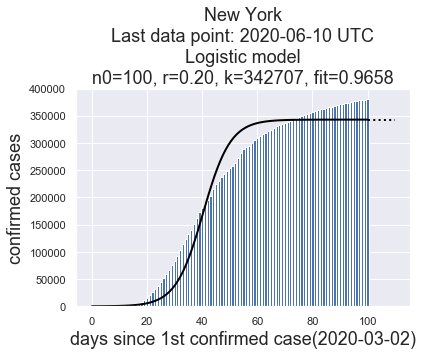 New York
Last data point: 2020-06-10 UTC
Logistic model
n0=100, r=0.20, k=342707, fit=0.9658
400000
350000
300000
250000
200000
150000
100000
50000
0
confirmed cases
0 20 40 60 80 100
days since 1st confirmed case(2020-03-02)